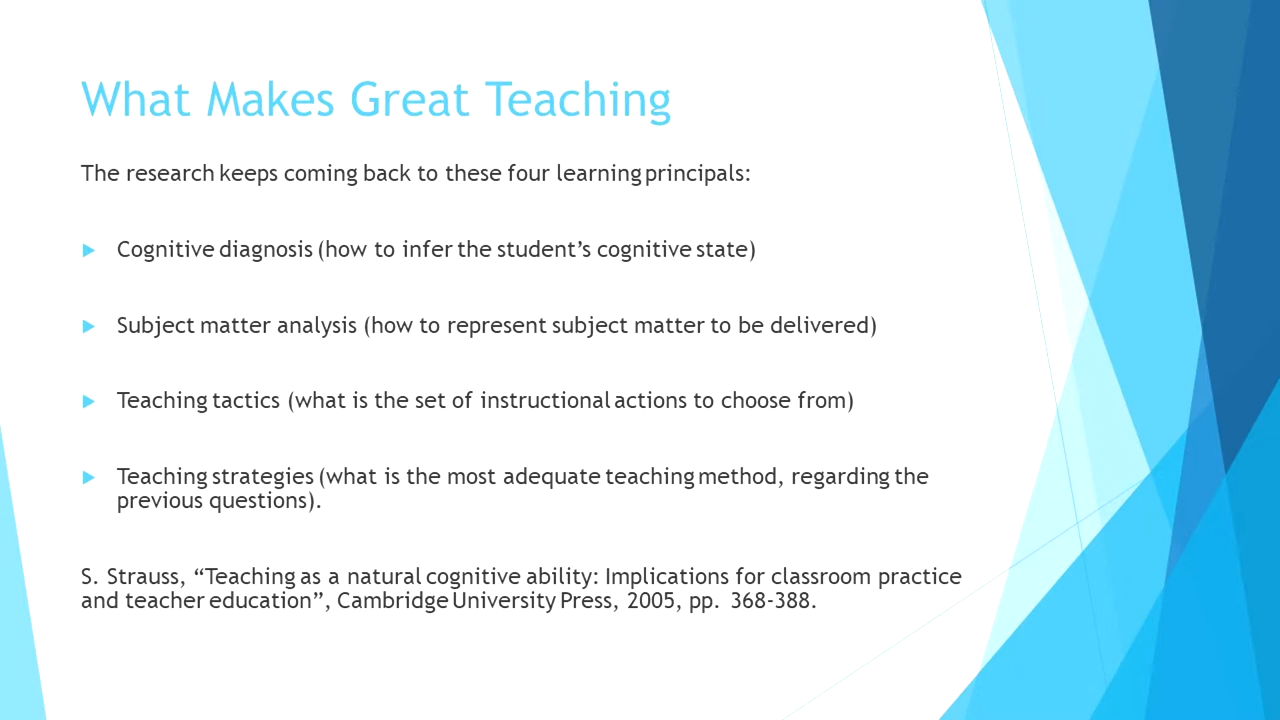 What Makes Great Teaching
The research keeps coming back to these four learning principals:
Cognitive diagnosis (how to infer the student’s cognitive state)
Subject matter analysis (how to represent subject matter to be delivered)
Teaching tactics (what is the set of instructional actions to choose from)
Teaching strategies (what is the most adequate teaching method, regarding the
previous questions).
S. Strauss, “Teaching as a natural cognitive ability: Implications for classroom practice
and teacher education”, Cambridge University Press, 2005, pp. 368-388.